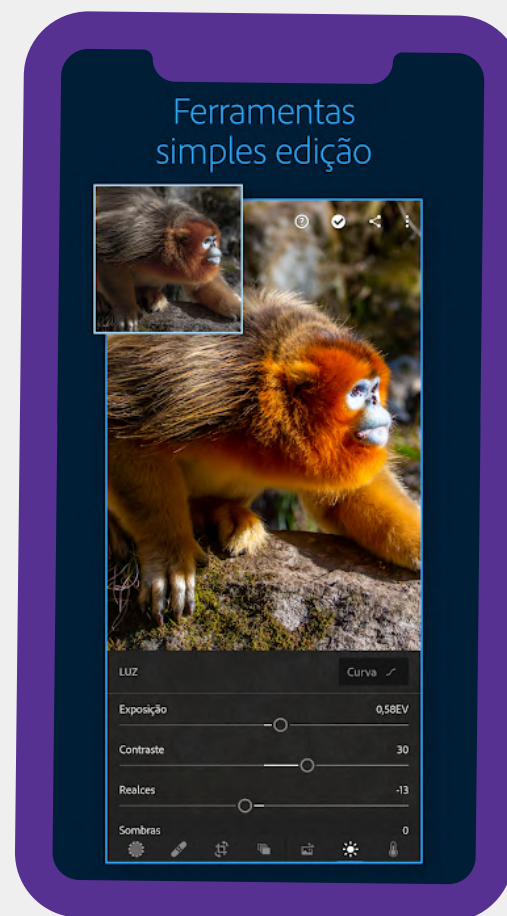 Ferramentas
simples edição
LUZ
Curva
Exposição
0,58EV
Contraste
30
Realces
-13
Sombras
0